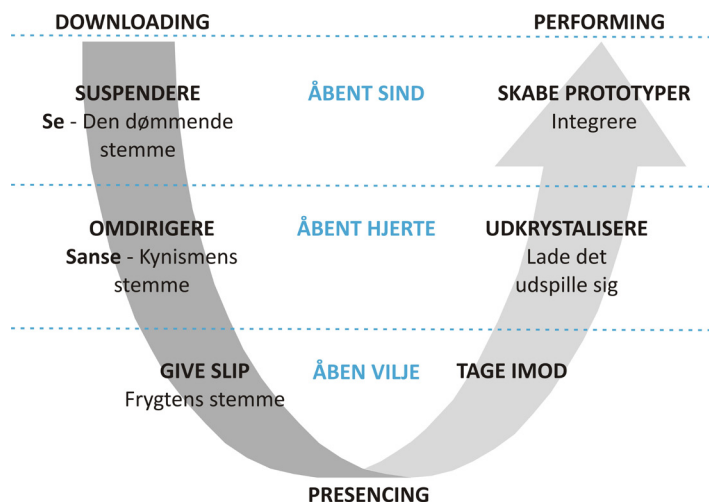 DOWNLOADING
PERFORMING
SUSPENDERE
Se - Den dømmende
stemme
ÅBENT SIND
SKABE PROTOTYPER
Integrere
OMDIRIGERE
Sanse - Kynismens
stemme
ÅBENT HJERTE
UDKRYSTALISERE
Lade det
udspille sig
GIVE SLIP
Frygtens stemme
ÅBEN VILJE
TAGE IMOD
PRESENCING